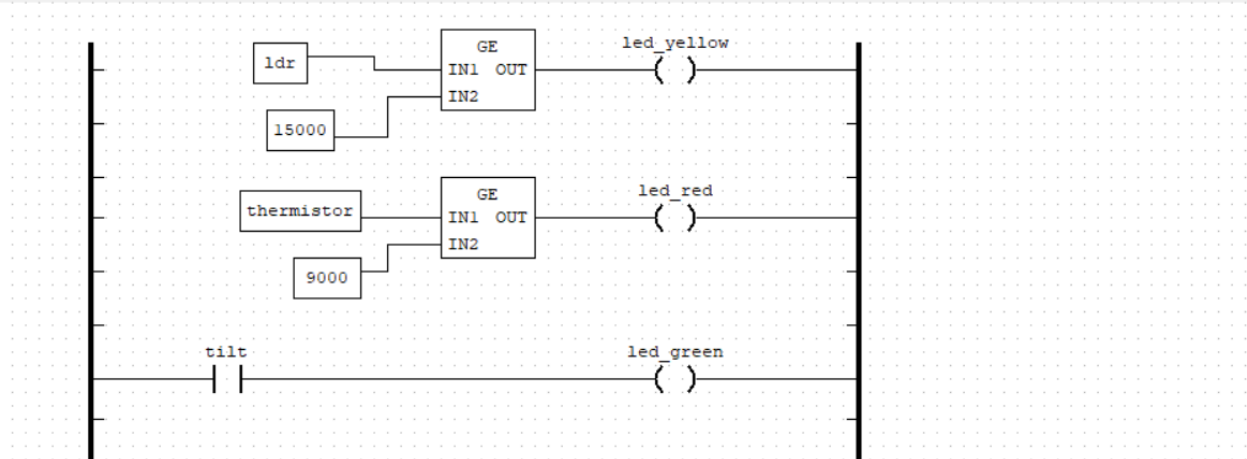 led_yellow
GE
ldr
IN1 OUT
IN2
15000
led_red
GE
thermistor
IN1 OUT
IN2
9000
tilt
led_green